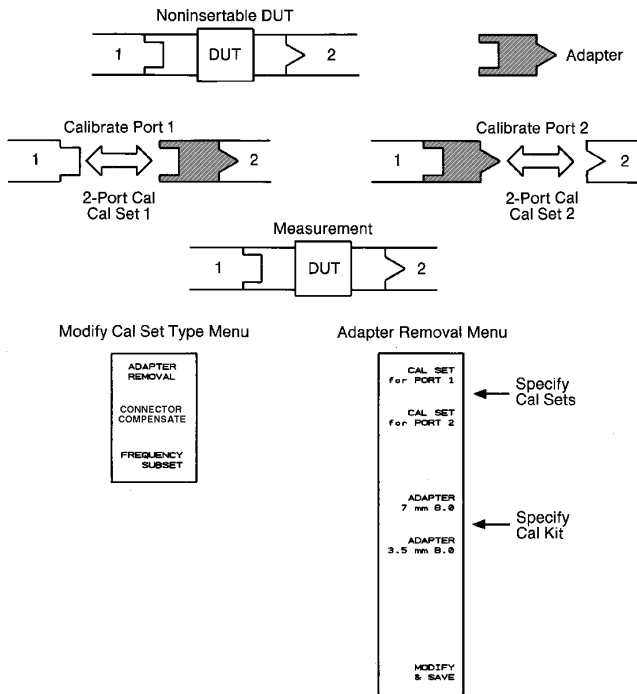 Noninsertable DUT
1
DUT
2
Adapter
Calibrate Port 1
1
2
2-Port Cal
Cal Set 1
Calibrate Port 2
1
2
2-Port Cal
Cal Set 2
Measurement
1
DUT
2
Modify Cal Set Type Menu
ADAPTER
REMOVAL
CONNECTOR
COMPENSATE
FREQUENCY
SUBSET
Adapter Removal Menu
CAL SET
for PORT 1
CAL SET
for PORT 2
Specify
Cal Sets
ADAPTER
7 mm B.0
ADAPTER
3.5 mm B.0
Specify
Cal Kit
MODIFY
& SAVE